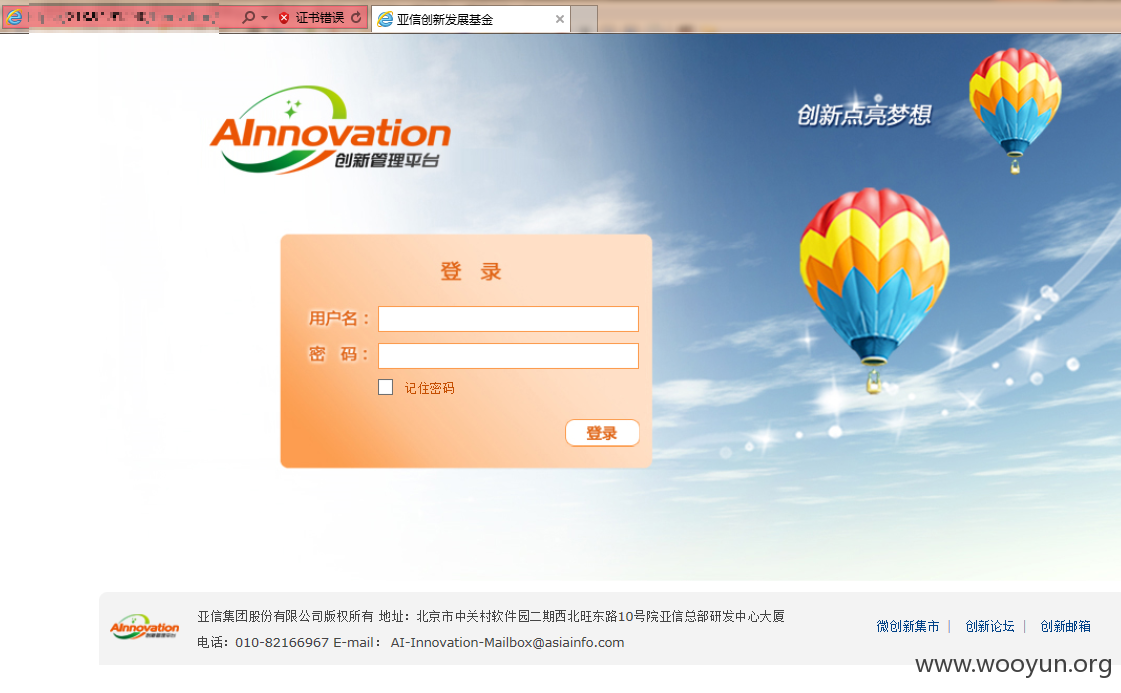 证书错误
亚信创新发展基金
AInnovation
创新管理平台
创新点亮梦想
登 录
用户名：
密 码：
记住密码
登录
AInnovation
创新管理平台
亚信集团股份有限公司版权所有 地址：北京市中关村软件园二期西北旺东路10号院亚信总部研发中心大厦
电话：010-82166967 E-mail： AI-Innovation-Mailbox@asiainfo.com
微创新集市 | 创新论坛 | 创新邮箱
www.wooyun.org